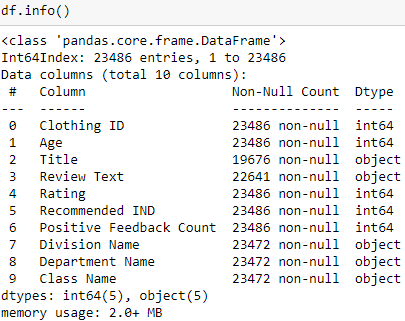 df.info()
<class 'pandas.core.frame.DataFrame'>
Int64Index: 23486 entries, 1 to 23486
Data columns (total 10 columns):
 #   Column                   Non-Null Count  Dtype
---  ------                   --------------  -----
 0   Clothing ID              23486 non-null  int64
 1   Age                      23486 non-null  int64
 2   Title                    19676 non-null  object
 3   Review Text              22641 non-null  object
 4   Rating                   23486 non-null  int64
 5   Recommended IND          23486 non-null  int64
 6   Positive Feedback Count  23486 non-null  int64
 7   Division Name            23472 non-null  object
 8   Department Name          23472 non-null  object
 9   Class Name               23472 non-null  object
dtypes: int64(5), object(5)
memory usage: 2.0+ MB